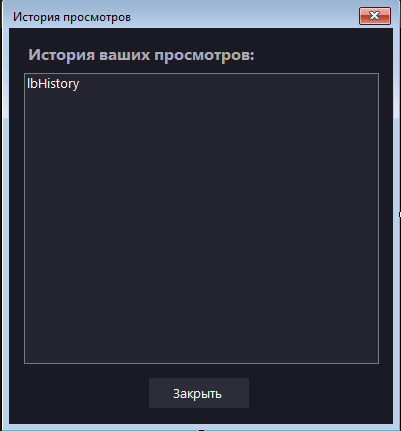 История просмотров
История ваших просмотров:
lbHistory
Закрыть